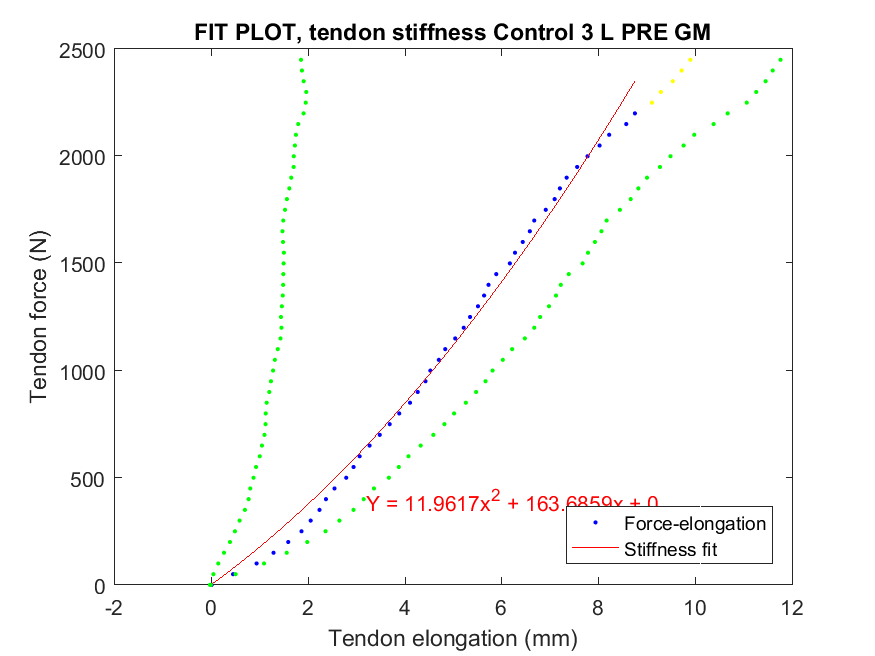 FIT PLOT, tendon stiffness Control 3 L PRE GM
2500
2000
1500
1000
500
0
Tendon force (N)
Y = 11.9617x² + 163.6859x + 0
Force-elongation
Stiffness fit
-2 0 2 4 6 8 10 12
Tendon elongation (mm)